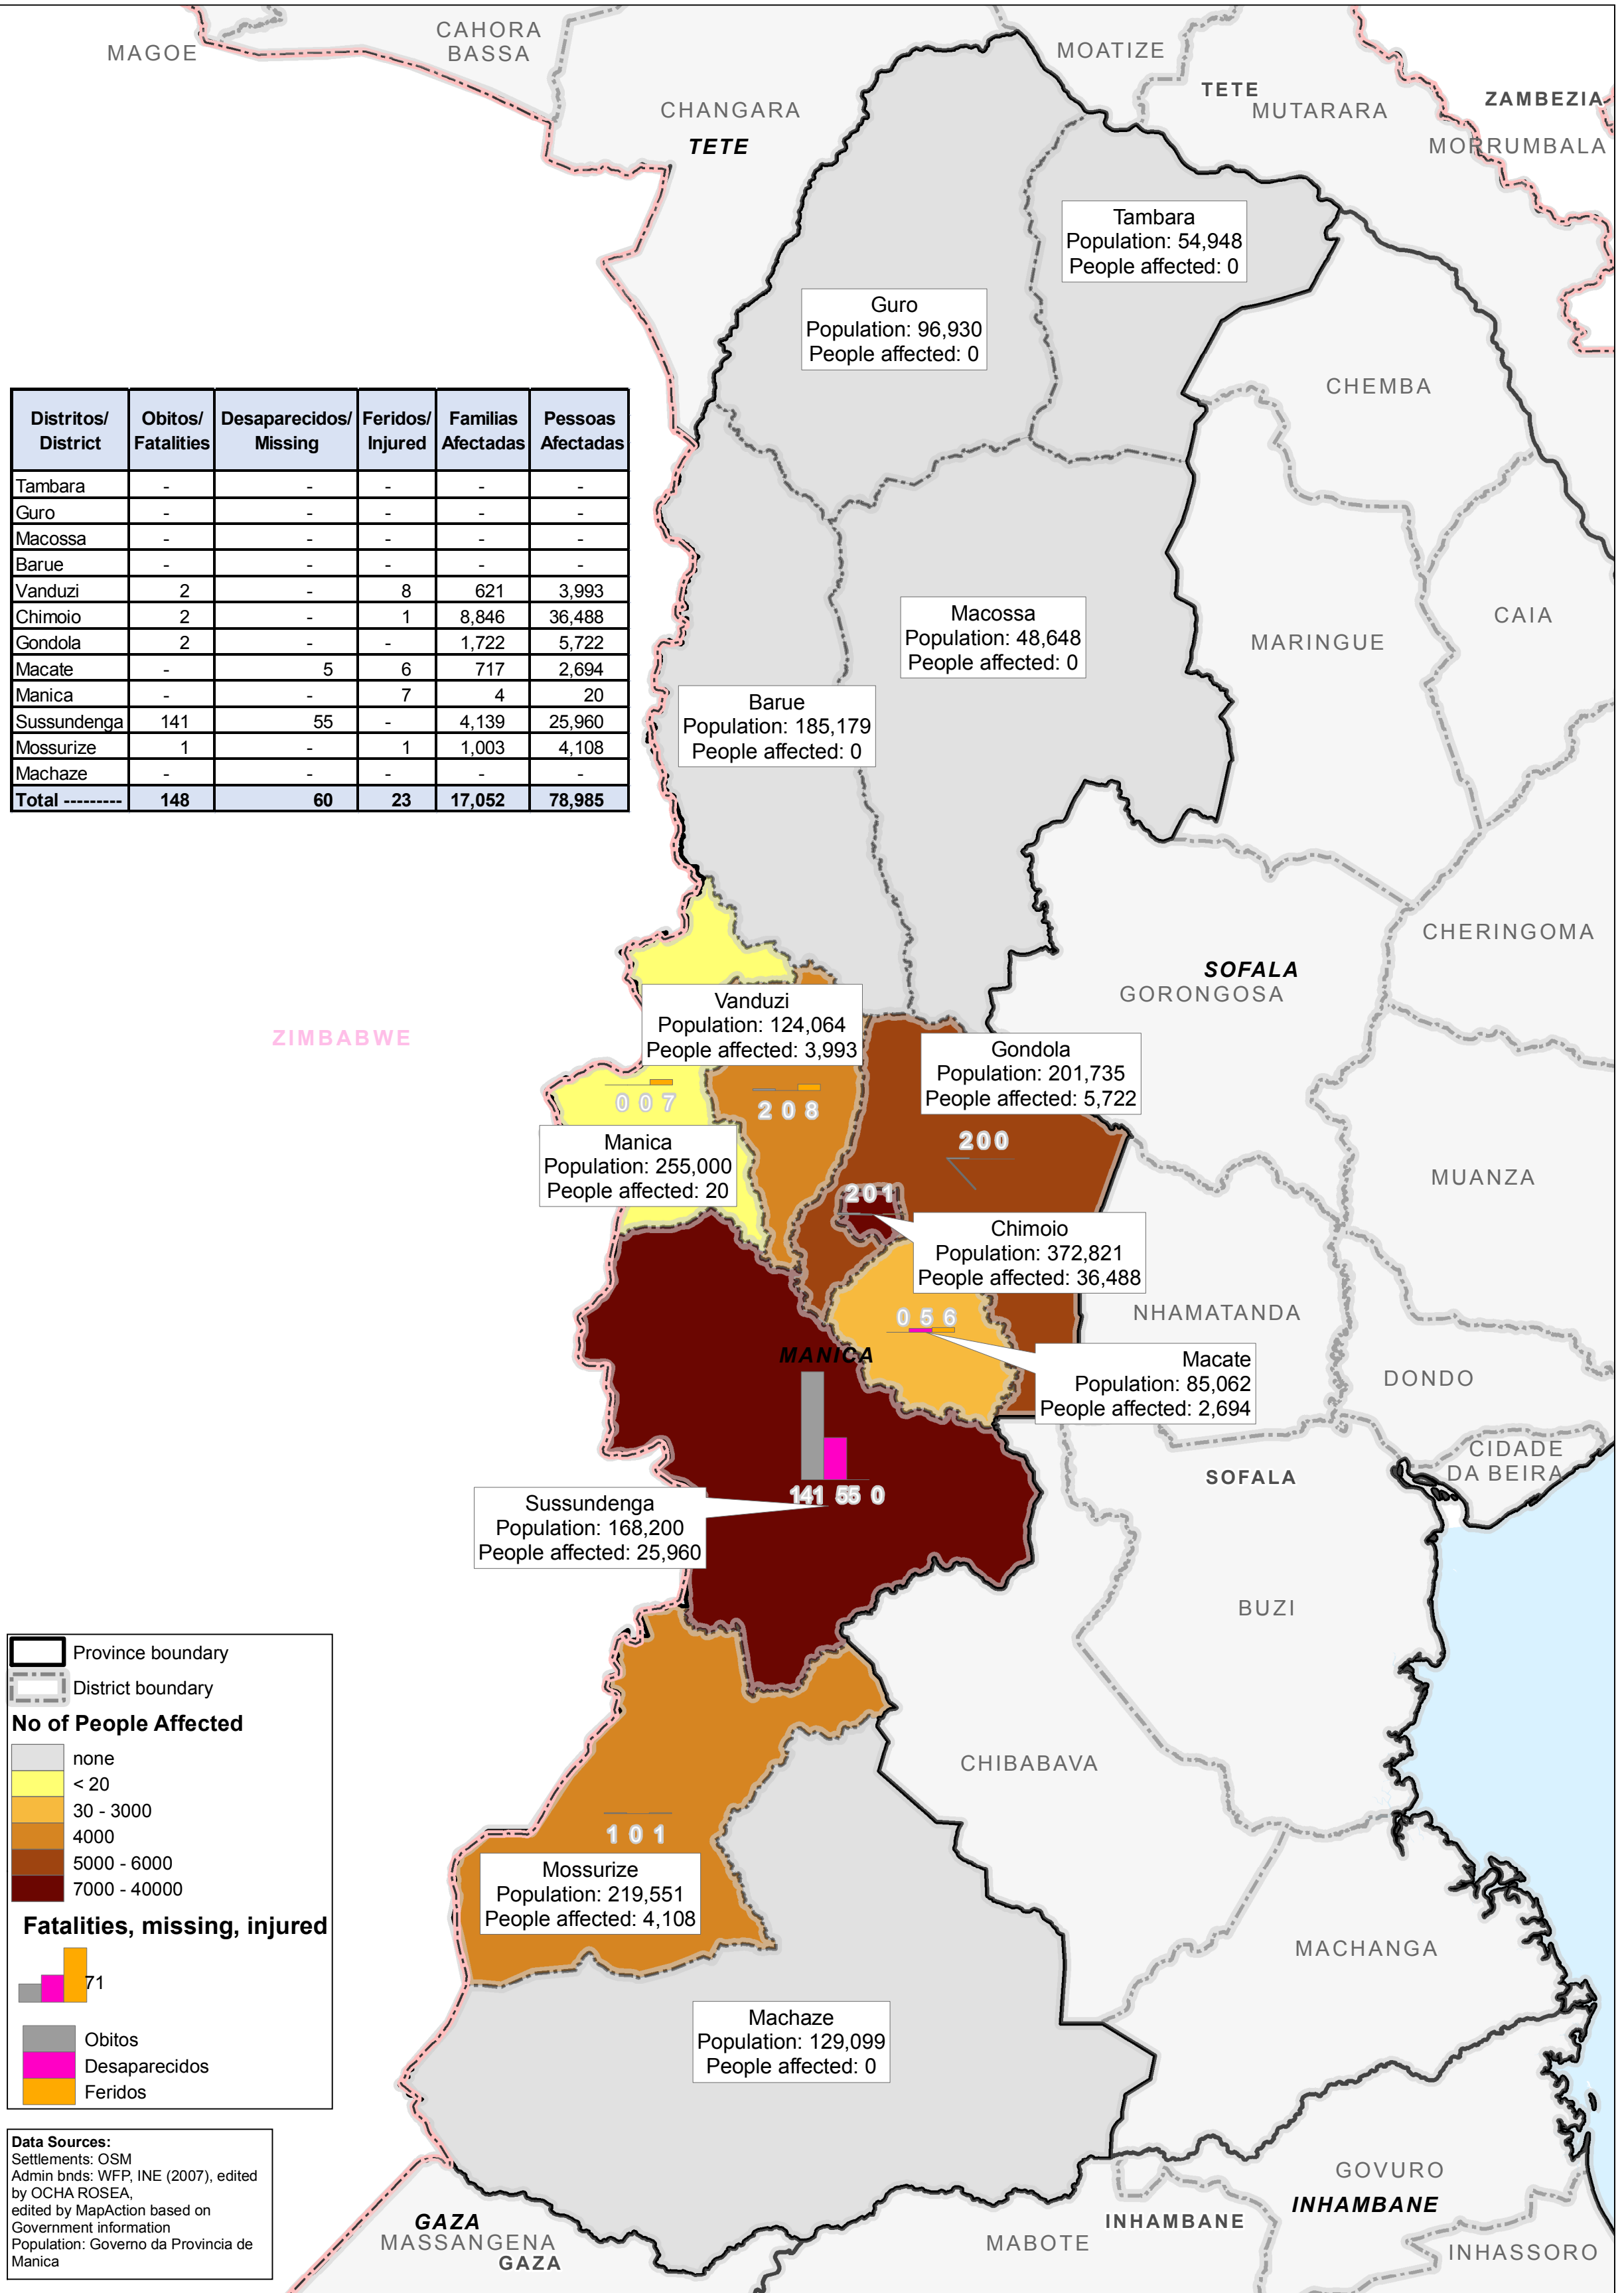 MAGOE
CAHORA
BASSA
MOATIZE
CHANGARA
TETE
TETE
MUTARARA
ZAMBEZIA
MORRUMBALA
Tambara
Population: 54,948
People affected: 0
Guro
Population: 96,930
People affected: 0
CHEMBA
Distritos/ District | Obitos/ Fatalities | Desaparecidos/ Missing | Feridos/ Injured | Familias Afectadas | Pessoas Afectadas
Tambara - - - - -
Guro - - - - -
Macossa - - - - -
Barue - - - - -
Vanduzi 2 - 8 621 3,993
Chimoio 2 - 1 8,846 36,488
Gondola 2 - - 1,722 5,722
Macate - 5 6 717 2,694
Manica - - 7 4 20
Sussundenga 141 55 - 4,139 25,960
Mossurize 1 - 1 1,003 4,108
Machaze - - - - -
Total --------- 148 60 23 17,052 78,985
Macossa
Population: 48,648
People affected: 0
MARINGUE
CAIA
Barue
Population: 185,179
People affected: 0
CHERINGOMA
SOFALA
GORONGOSA
ZIMBABWE
Vanduzi
Population: 124,064
People affected: 3,993
Gondola
Population: 201,735
People affected: 5,722
0 0 7
2 0 8
2 0 0
Manica
Population: 255,000
People affected: 20
MUANZA
2 0 1
Chimoio
Population: 372,821
People affected: 36,488
NHAMATANDA
0 5 6
MANICA
Macate
Population: 85,062
People affected: 2,694
DONDO
CIDADE
DA BEIRA
SOFALA
141 55 0
Sussundenga
Population: 168,200
People affected: 25,960
BUZI
CHIBABAVA
1 0 1
Mossurize
Population: 219,551
People affected: 4,108
MACHANGA
Machaze
Population: 129,099
People affected: 0
Province boundary
District boundary
No of People Affected
none
< 20
30 - 3000
4000
5000 - 6000
7000 - 40000
Fatalities, missing, injured
71
Obitos
Desaparecidos
Feridos
Data Sources:
Settlements: OSM
Admin bnds: WFP, INE (2007), edited
by OCHA ROSEA,
edited by MapAction based on
Government information
Population: Governo da Provincia de
Manica
GAZA
MASSANGENA
GAZA
MABOTE
INHAMBANE
GOVURO
INHAMBANE
INHASSORO